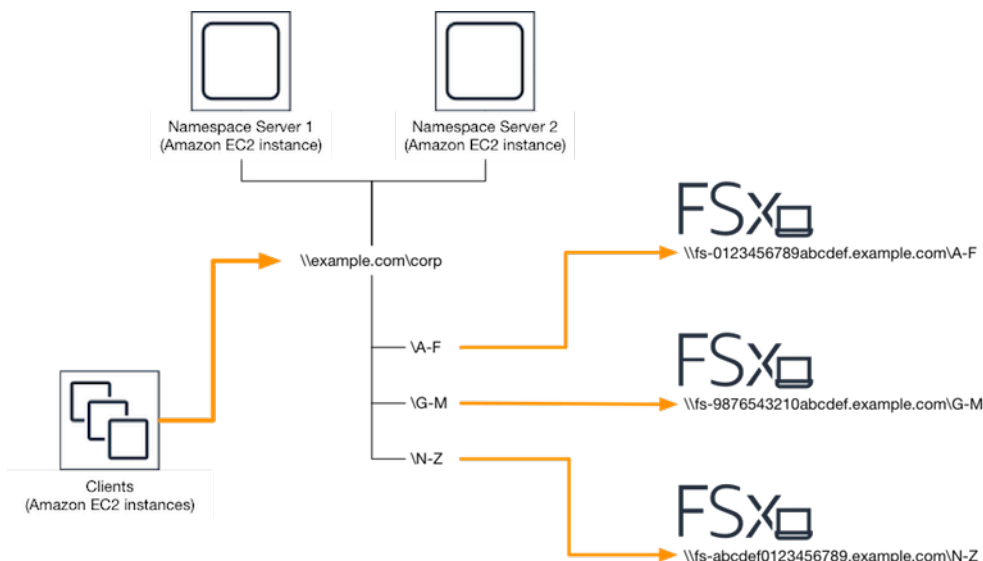 Namespace Server 1
(Amazon EC2 instance)
Namespace Server 2
(Amazon EC2 instance)
FSx
\\fs-0123456789abcdef.example.com\A-F
\\example.com\corp
\A-F
FSx
\\fs-9876543210abcdef.example.com\G-M
\G-M
\N-Z
Clients
(Amazon EC2 instances)
FSx
\\fs-abcdef0123456789.example.com\N-Z